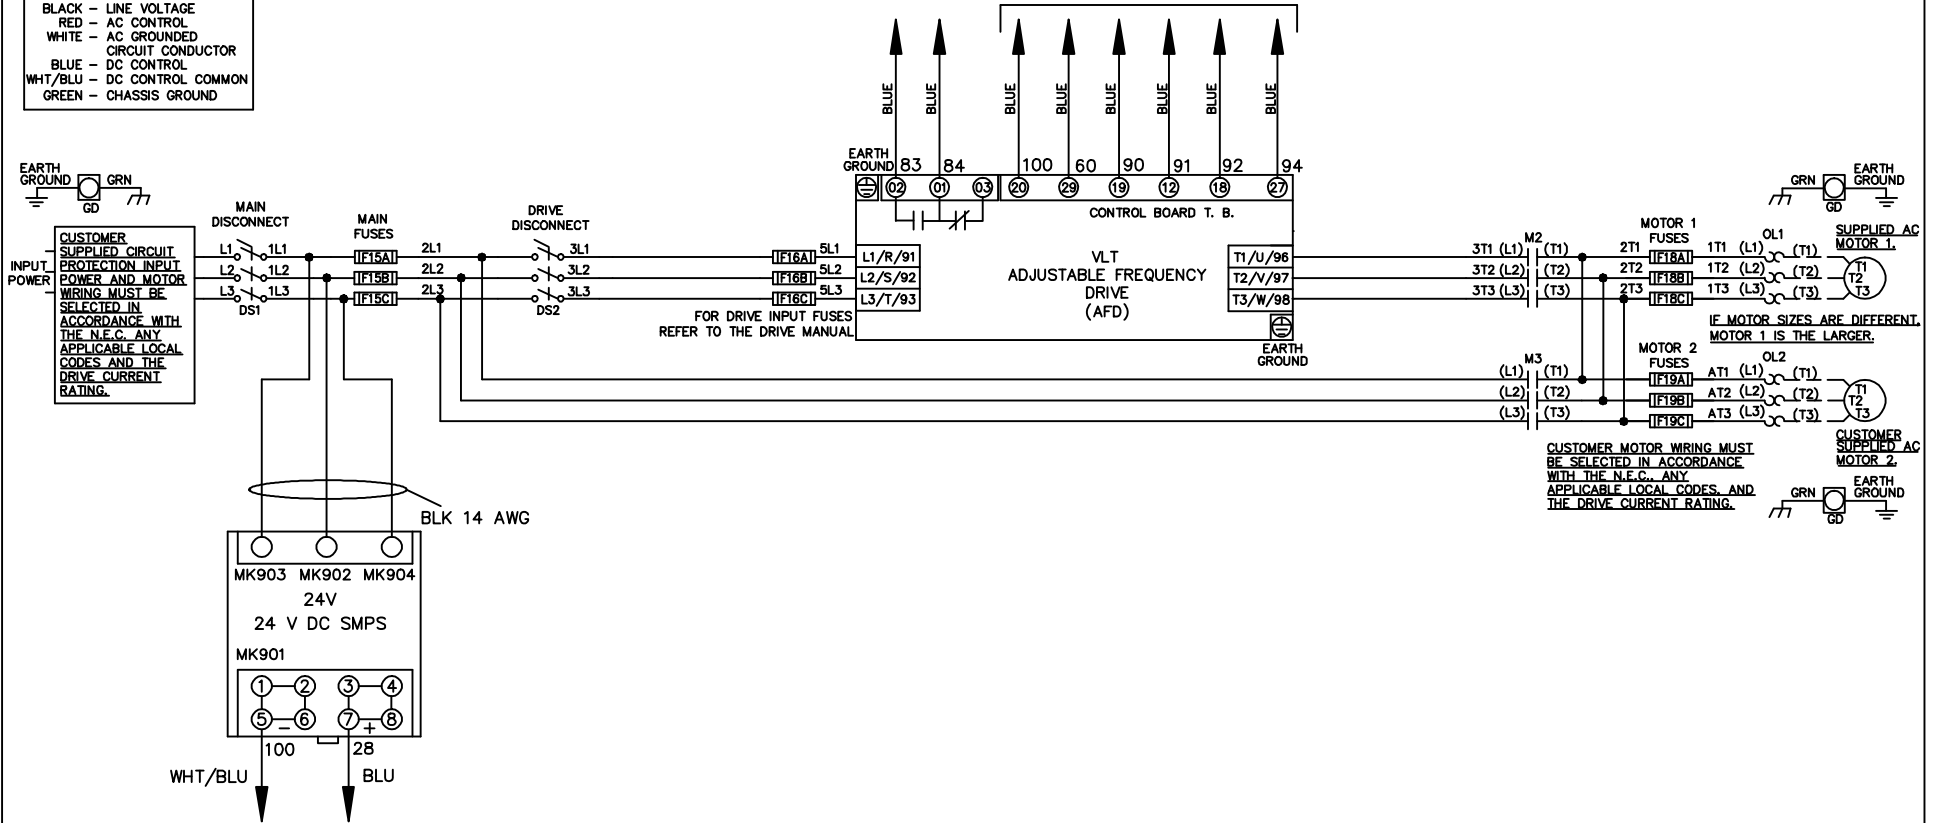 BLACK – LINE VOLTAGE
RED – AC CONTROL
WHITE – AC GROUNDED
CIRCUIT CONDUCTOR
BLUE – DC CONTROL
WHT/BLU – DC CONTROL COMMON
GREEN – CHASSIS GROUND
BLUE
BLUE
BLUE
BLUE
BLUE
BLUE
BLUE
BLUE
EARTH
GROUND
83
84
100
60
90
91
92
94
02
01
03
20
29
19
12
18
27
CONTROL BOARD T. B.
EARTH
GROUND
GRN
GD
INPUT
POWER
CUSTOMER
SUPPLIED CIRCUIT
PROTECTION INPUT
POWER AND MOTOR
WIRING MUST BE
SELECTED IN
ACCORDANCE WITH
THE N.E.C. ANY
APPLICABLE LOCAL
CODES AND THE
DRIVE CURRENT
RATING.
MAIN
DISCONNECT
L1 1L1
L2 1L2
L3 1L3
DS1
MAIN
FUSES
F15A
F15B
F15C
2L1
2L2
2L3
DRIVE
DISCONNECT
3L1
3L2
3L3
DS2
F16A 5L1
F16B 5L2
F16C 5L3
FOR DRIVE INPUT FUSES
REFER TO THE DRIVE MANUAL
L1/R/91
L2/S/92
L3/T/93
VLT
ADJUSTABLE FREQUENCY
DRIVE
(AFD)
T1/U/96
T2/V/97
T3/W/98
EARTH
GROUND
M2
3T1 (L1) (T1)
3T2 (L2) (T2)
3T3 (L3) (T3)
MOTOR 1
FUSES
2T1 F18A 1T1 (L1)
2T2 F18B 1T2 (L2)
2T3 F18C 1T3 (L3)
OL1
(T1)
(T2)
(T3)
GRN
GD
EARTH
GROUND
SUPPLIED AC
MOTOR 1.
T1
T2
T3
IF MOTOR SIZES ARE DIFFERENT,
MOTOR 1 IS THE LARGER.
M3
(L1) (T1)
(L2) (T2)
(L3) (T3)
MOTOR 2
FUSES
F19A AT1 (L1)
F19B AT2 (L2)
F19C AT3 (L3)
OL2
(T1)
(T2)
(T3)
T1
T2
T3
CUSTOMER
SUPPLIED AC
MOTOR 2.
CUSTOMER MOTOR WIRING MUST
BE SELECTED IN ACCORDANCE
WITH THE N.E.C., ANY
APPLICABLE LOCAL CODES, AND
THE DRIVE CURRENT RATING.
GRN
GD
EARTH
GROUND
BLK 14 AWG
MK903 MK902 MK904
24V
24 V DC SMPS
MK901
1 2 3 4
5 – 6 7 + 8
100
28
WHT/BLU
BLU